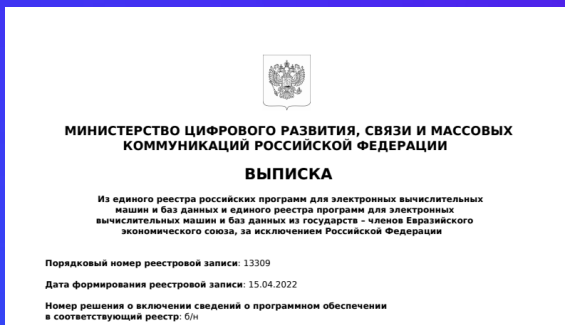 МИНИСТЕРСТВО ЦИФРОВОГО РАЗВИТИЯ, СВЯЗИ И МАССОВЫХ
КОММУНИКАЦИЙ РОССИЙСКОЙ ФЕДЕРАЦИИ
ВЫПИСКА
Из единого реестра российских программ для электронных вычислительных
машин и баз данных и единого реестра программ для электронных
вычислительных машин и баз данных из государств – членов Евразийского
экономического союза, за исключением Российской Федерации
Порядковый номер реестровой записи: 13309
Дата формирования реестровой записи: 15.04.2022
Номер решения о включении сведений о программном обеспечении
в соответствующий реестр: б/н